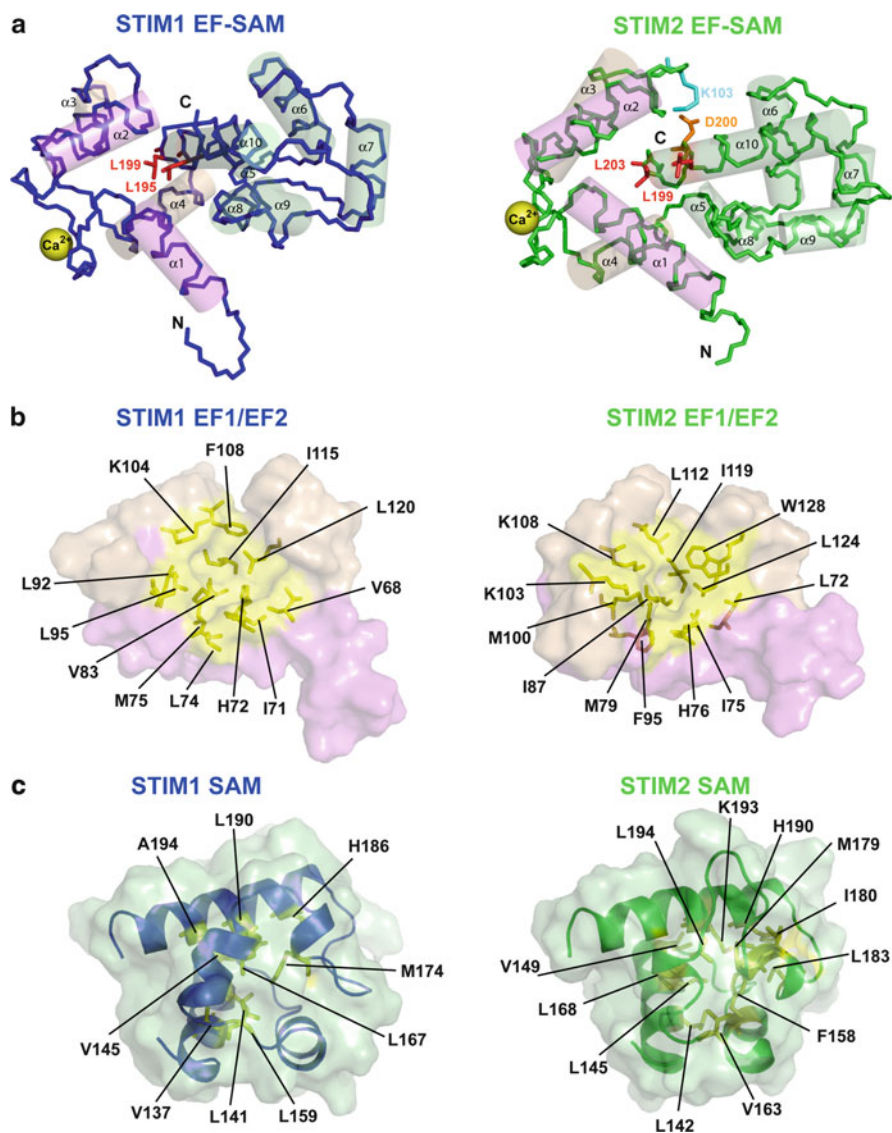 a
STIM1 EF-SAM
STIM2 EF-SAM
α3
α2
C
α6
α10
α7
L199
L195
α5
α4
α8
α9
Ca2+
α1
N
K103
α3
α2
D200
α6
C
α10
L203
L199
α7
α5
Ca2+
α8
α9
α4
α1
N
b
STIM1 EF1/EF2
STIM2 EF1/EF2
F108
K104
I115
L120
L92
L95
V68
V83
M75
L74
H72
I71
L112
I119
K108
W128
L124
K103
L72
M100
I87
M79
F95
H76
I75
c
STIM1 SAM
STIM2 SAM
L190
A194
H186
M174
V145
L167
V137
L141
L159
K193
L194
H190
M179
I180
V149
L183
L168
F158
L145
L142
V163